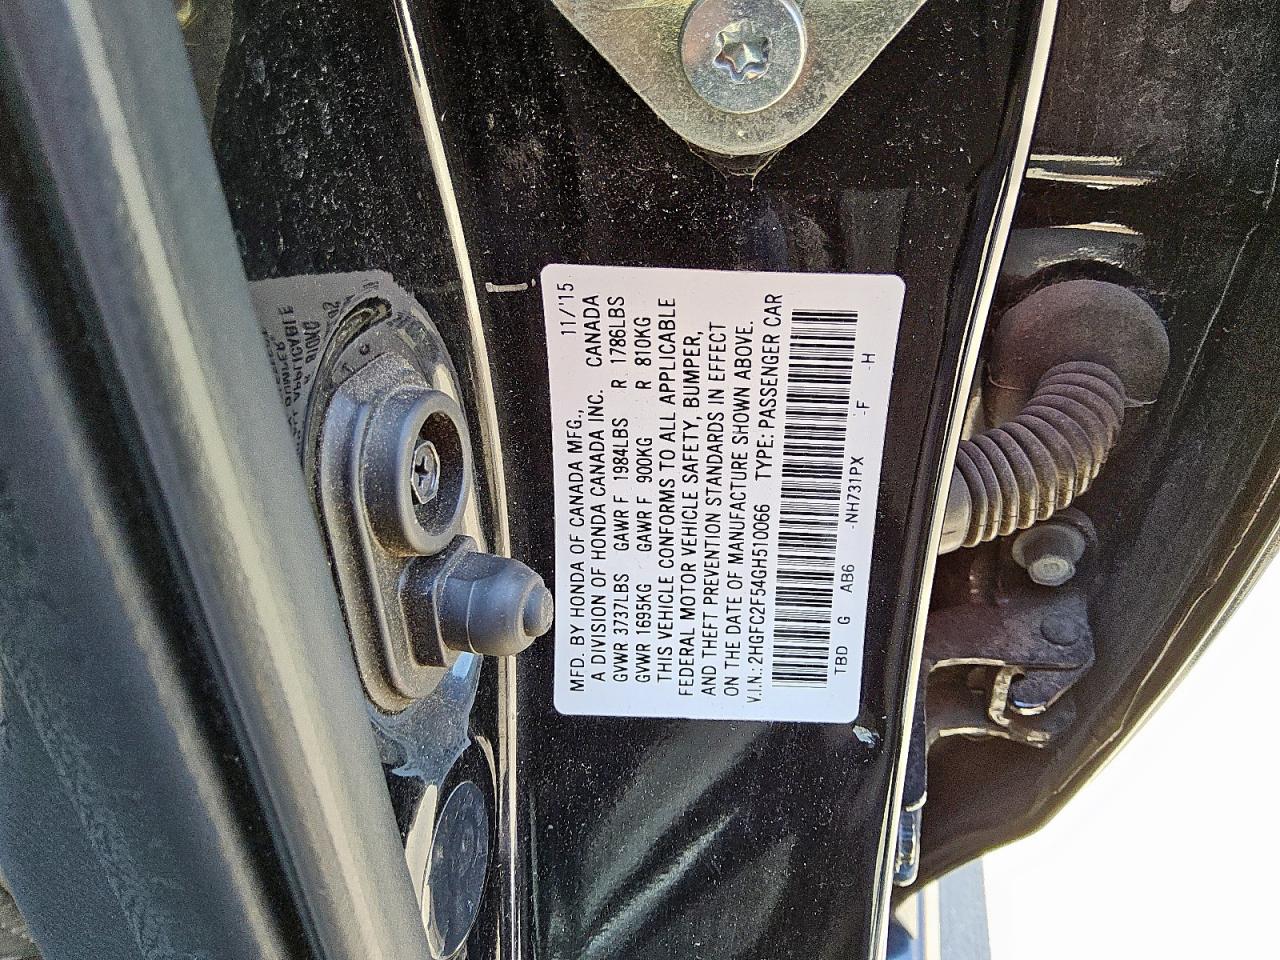 MFD. BY HONDA OF CANADA MFG., 11/'15
A DIVISION OF HONDA CANADA INC. CANADA
GVWR 3737LBS GAWR F 1984LBS R 1786LBS
GVWR 1695KG GAWR F 900KG R 810KG
THIS VEHICLE CONFORMS TO ALL APPLICABLE
FEDERAL MOTOR VEHICLE SAFETY, BUMPER,
AND THEFT PREVENTION STANDARDS IN EFFECT
ON THE DATE OF MANUFACTURE SHOWN ABOVE.
V.I.N.: 2HGFC2F54GH510066 TYPE: PASSENGER CAR
TBD G AB6 -NH731PX -F -H